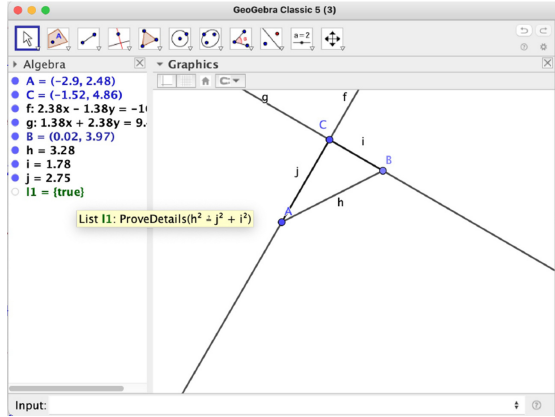 GeoGebra Classic 5 (3)
A
a=2
Algebra
Graphics
A = (-2.9, 2.48)
C = (-1.52, 4.86)
f: 2.38x - 1.38y = -1
g: 1.38x + 2.38y = 9.
B = (0.02, 3.97)
h = 3.28
i = 1.78
j = 2.75
l1 = {true}
List l1: ProveDetails(h² ≟ j² + i²)
g
f
C
i
B
j
h
A
Input: